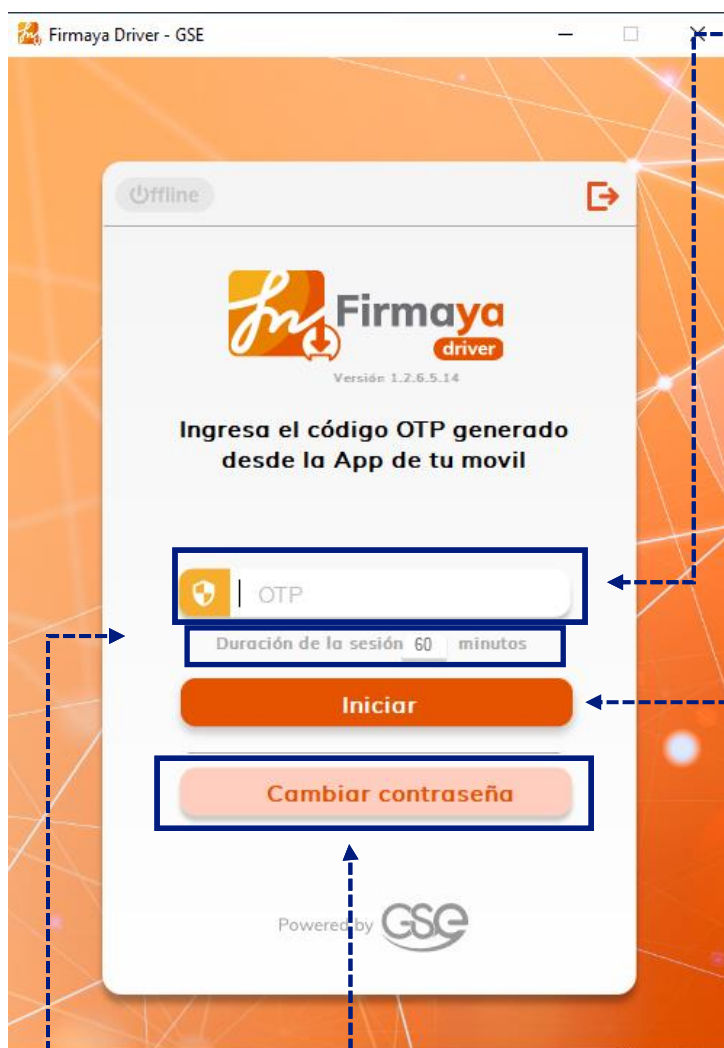 Firmaya Driver - GSE
Offline
Firmaya
driver
Versión 1.2.6.5.14
Ingresa el código OTP generado
desde la App de tu movil
OTP
Duración de la sesión 60 minutos
Iniciar
Cambiar contraseña
Powered by GSE